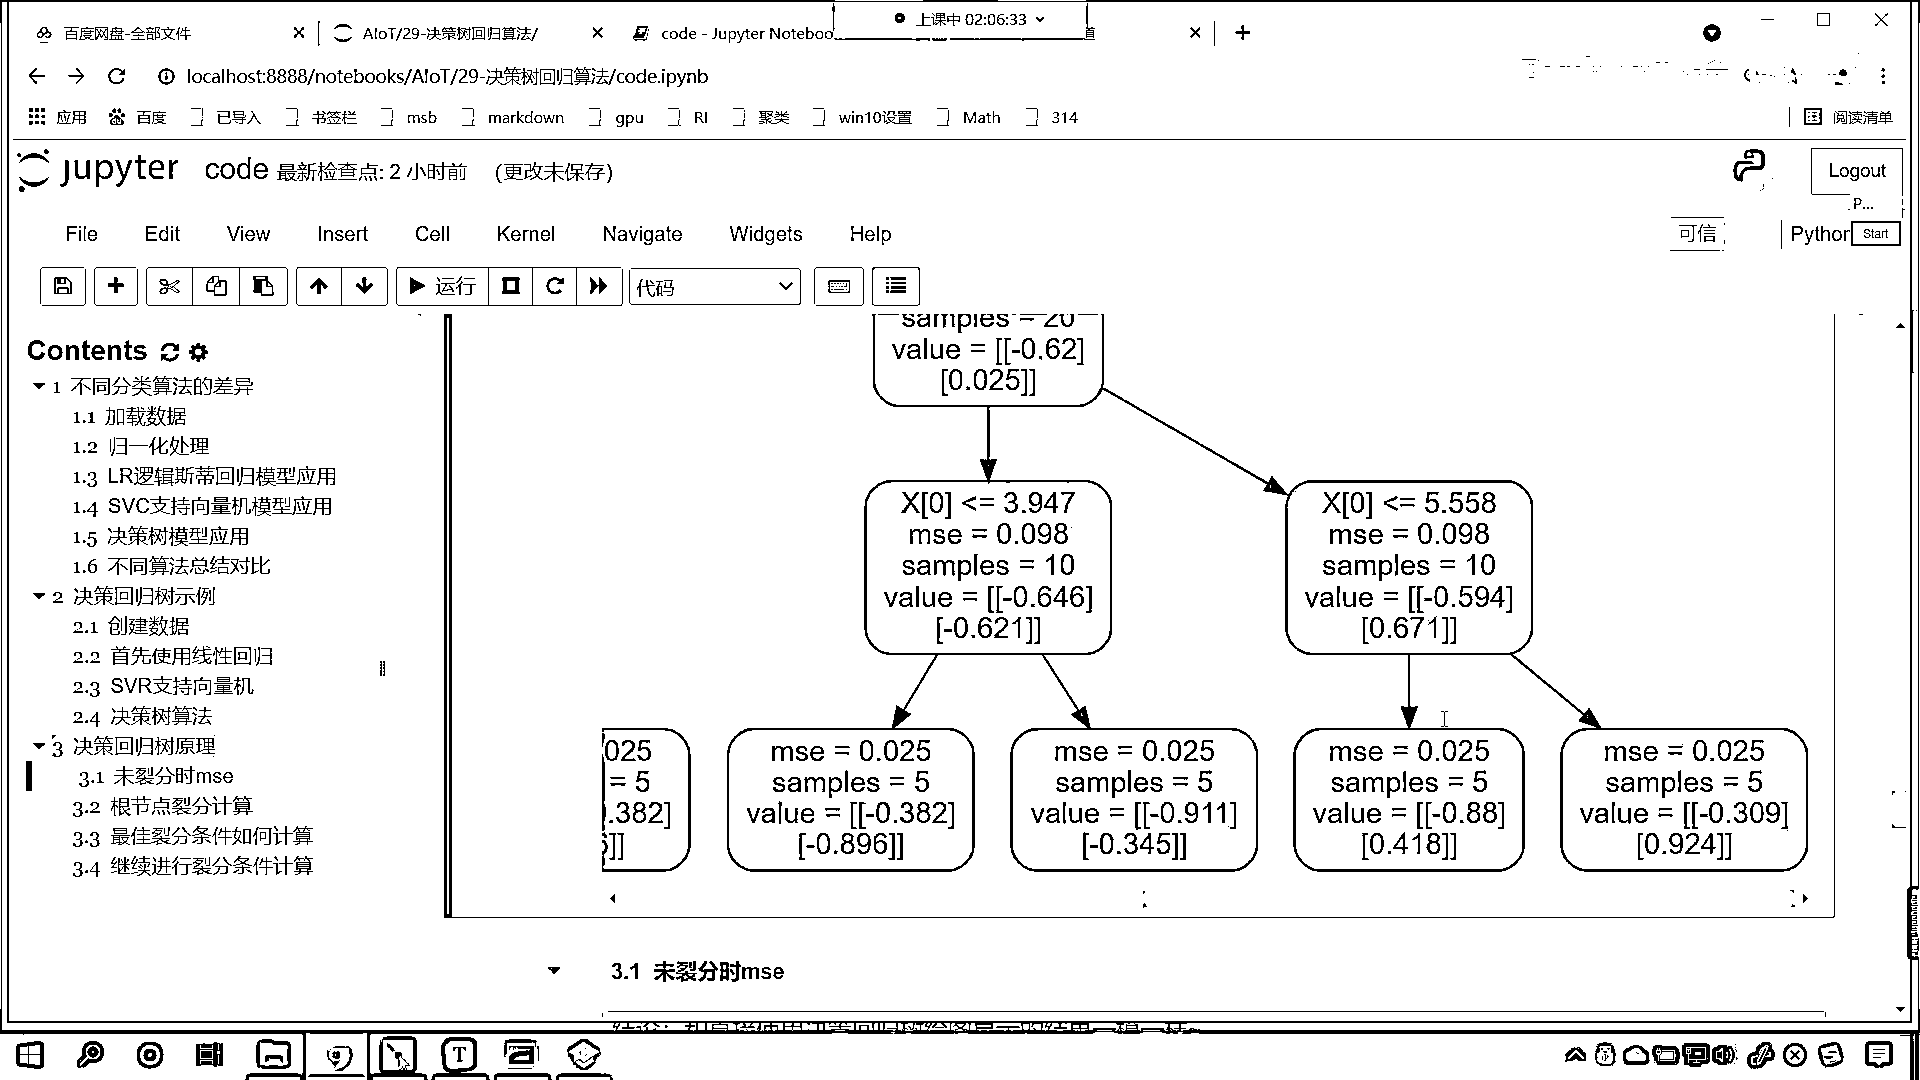 上课中 02:06:33
百度网盘-全部文件
AIoT/29-决策树回归算法/
code - Jupyter Noteboo
道
localhost:8888/notebooks/AIoT/29-决策树回归算法/code.ipynb
应用 百度 已导入 书签栏 msb markdown gpu RI 聚类 win10设置 Math 314 阅读清单
jupyter code 最新检查点: 2 小时前 (更改未保存)
Logout
P...
File Edit View Insert Cell Kernel Navigate Widgets Help 可信 Python Start
运行 代码
Contents
1 不同分类算法的差异
1.1 加载数据
1.2 归一化处理
1.3 LR逻辑斯蒂回归模型应用
1.4 SVC支持向量机模型应用
1.5 决策树模型应用
1.6 不同算法总结对比
2 决策回归树示例
2.1 创建数据
2.2 首先使用线性回归
2.3 SVR支持向量机
2.4 决策树算法
3 决策回归树原理
3.1 未裂分时mse
3.2 根节点裂分计算
3.3 最佳裂分条件如何计算
3.4 继续进行裂分条件计算
samples = 20
value = [[-0.62]
[0.025]]
X[0] <= 3.947
mse = 0.098
samples = 10
value = [[-0.646]
[-0.621]]
X[0] <= 5.558
mse = 0.098
samples = 10
value = [[-0.594]
[0.671]]
025
= 5
.382]
]]
mse = 0.025
samples = 5
value = [[-0.382]
[-0.896]]
mse = 0.025
samples = 5
value = [[-0.911]
[-0.345]]
mse = 0.025
samples = 5
value = [[-0.88]
[0.418]]
mse = 0.025
samples = 5
value = [[-0.309]
[0.924]]
3.1 未裂分时mse